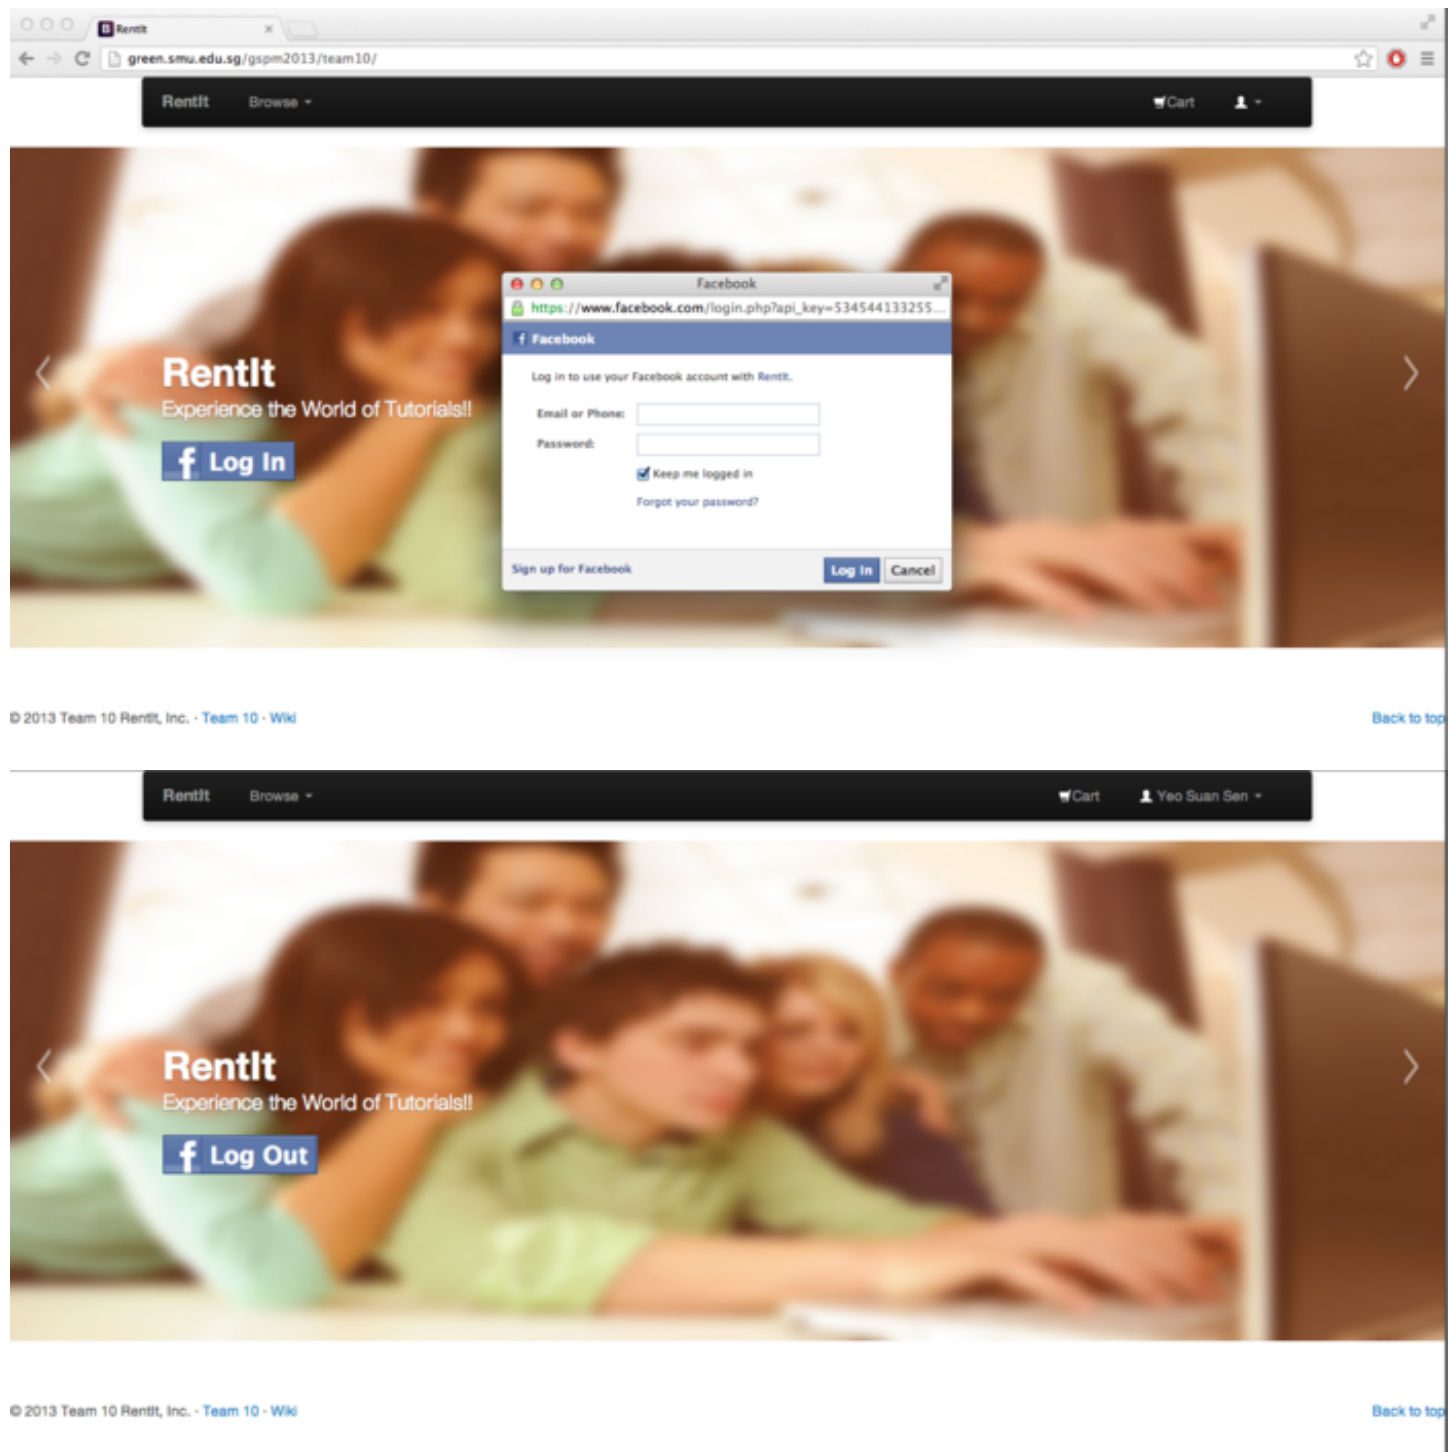 RentIt
green.smu.edu.sg/gspm2013/team10/
RentIt Browse Cart
Facebook
https://www.facebook.com/login.php?api_key=534544133255...
Facebook
Log in to use your Facebook account with RentIt.
Email or Phone:
Password:
Keep me logged in
Forgot your password?
Sign up for Facebook Log In Cancel
RentIt
Experience the World of Tutorials!!
f Log In
© 2013 Team 10 RentIt, Inc. · Team 10 · Wiki Back to top
RentIt Browse Cart Yeo Suan Sen
RentIt
Experience the World of Tutorials!!
f Log Out
© 2013 Team 10 RentIt, Inc. · Team 10 · Wiki Back to top